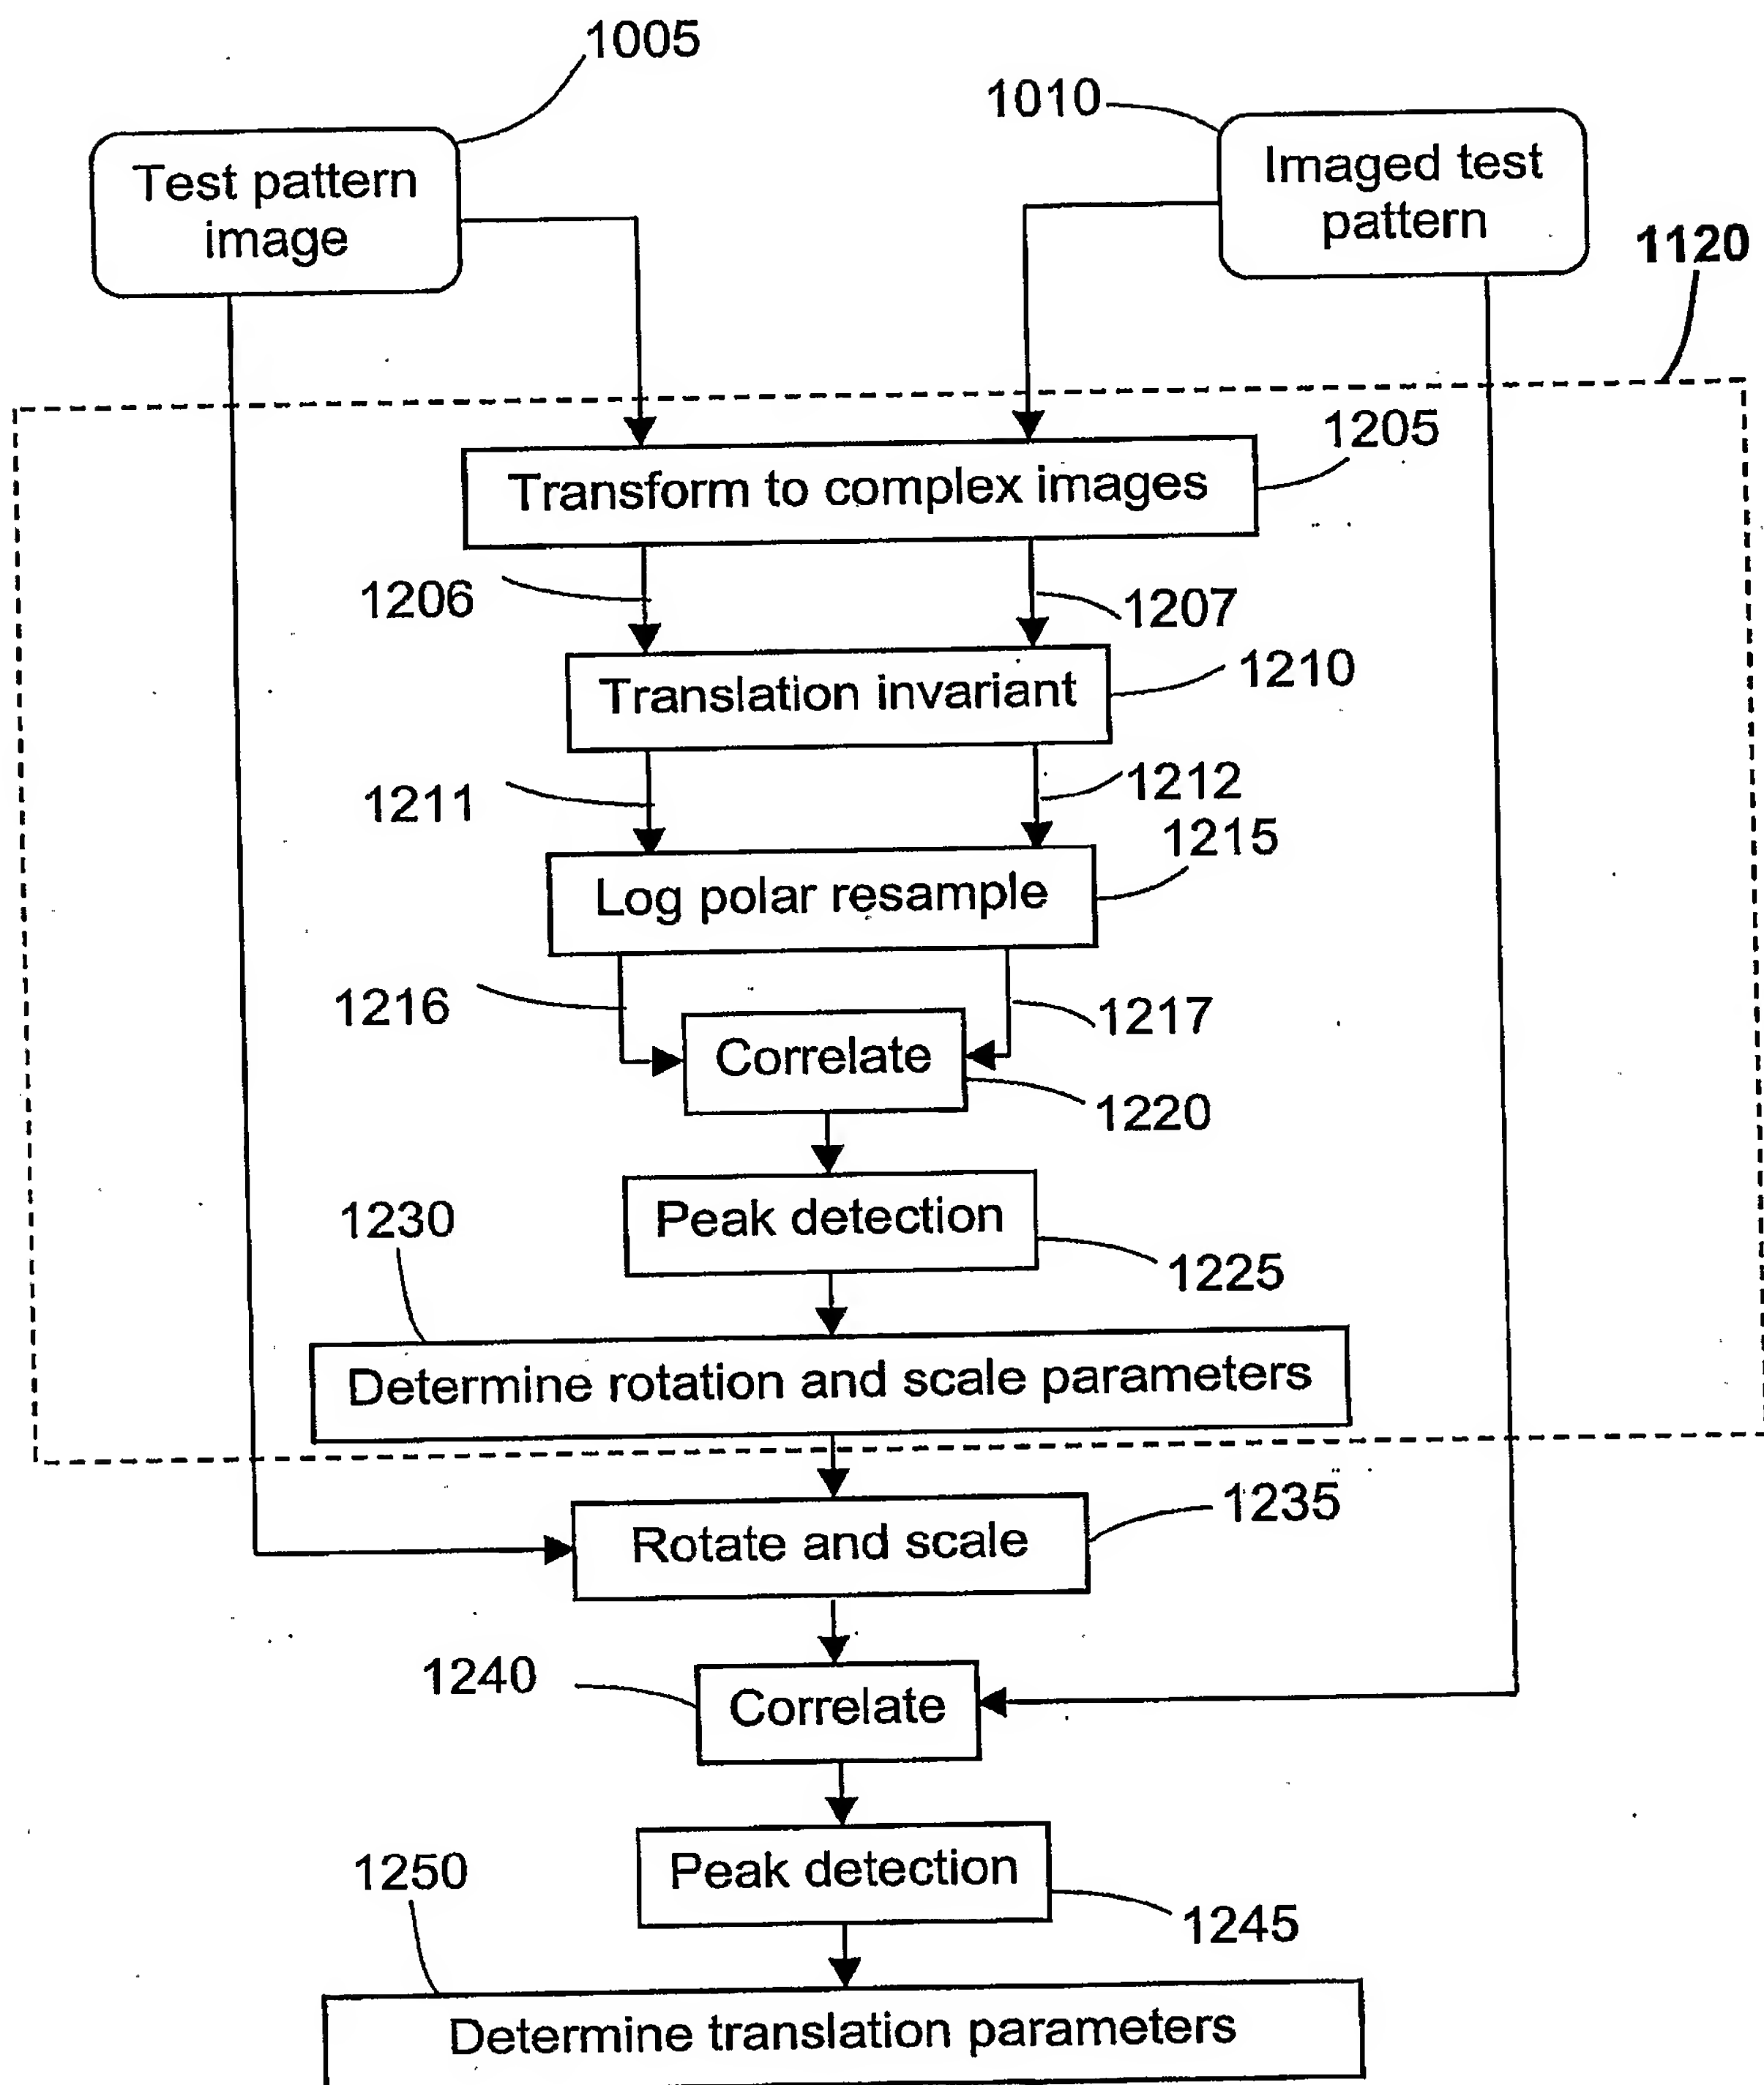 1005
1010
Test pattern
image
Imaged test
pattern
1120
1205
Transform to complex images
1206
1207
Translation invariant
1210
1211
1212
1215
Log polar resample
1216
1217
Correlate
1220
Peak detection
1230
1225
Determine rotation and scale parameters
1235
Rotate and scale
1240
Correlate
Peak detection
1250
1245
Determine translation parameters